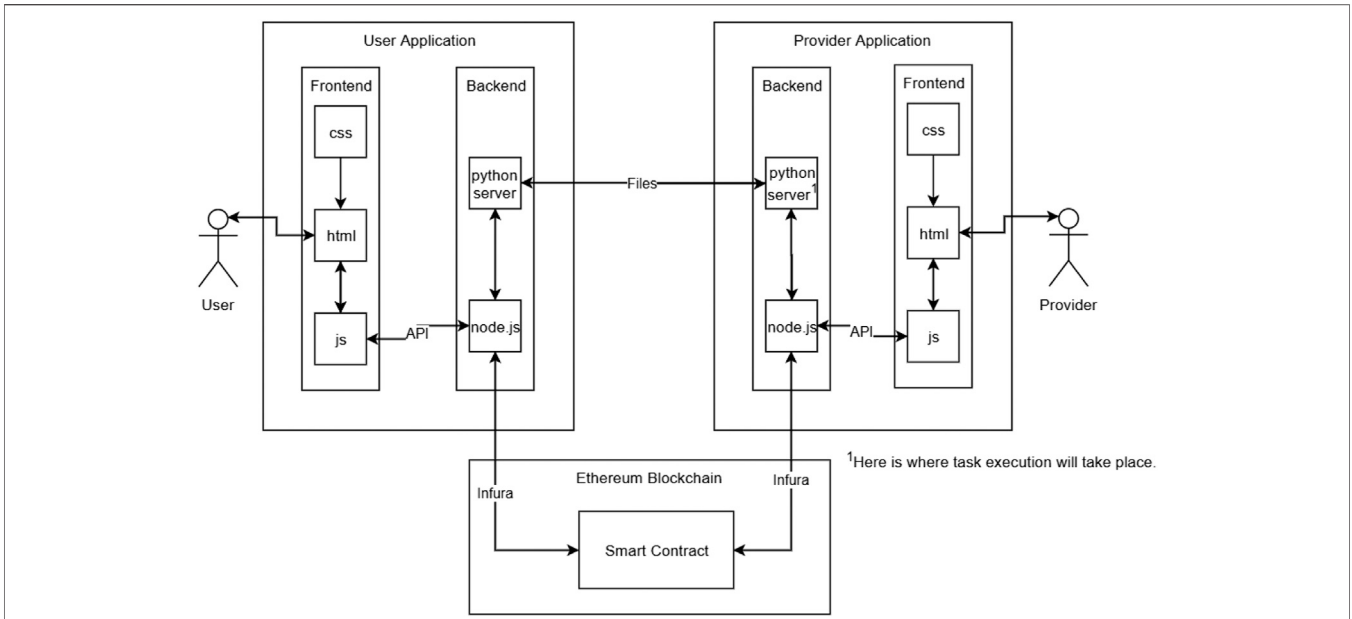 User Application
Frontend
Backend
css
python
server
html
js
API
node.js
User
Files
Provider Application
Backend
Frontend
css
python
server¹
html
node.js
API
js
Provider
Ethereum Blockchain
Infura
Infura
Smart Contract
¹Here is where task execution will take place.